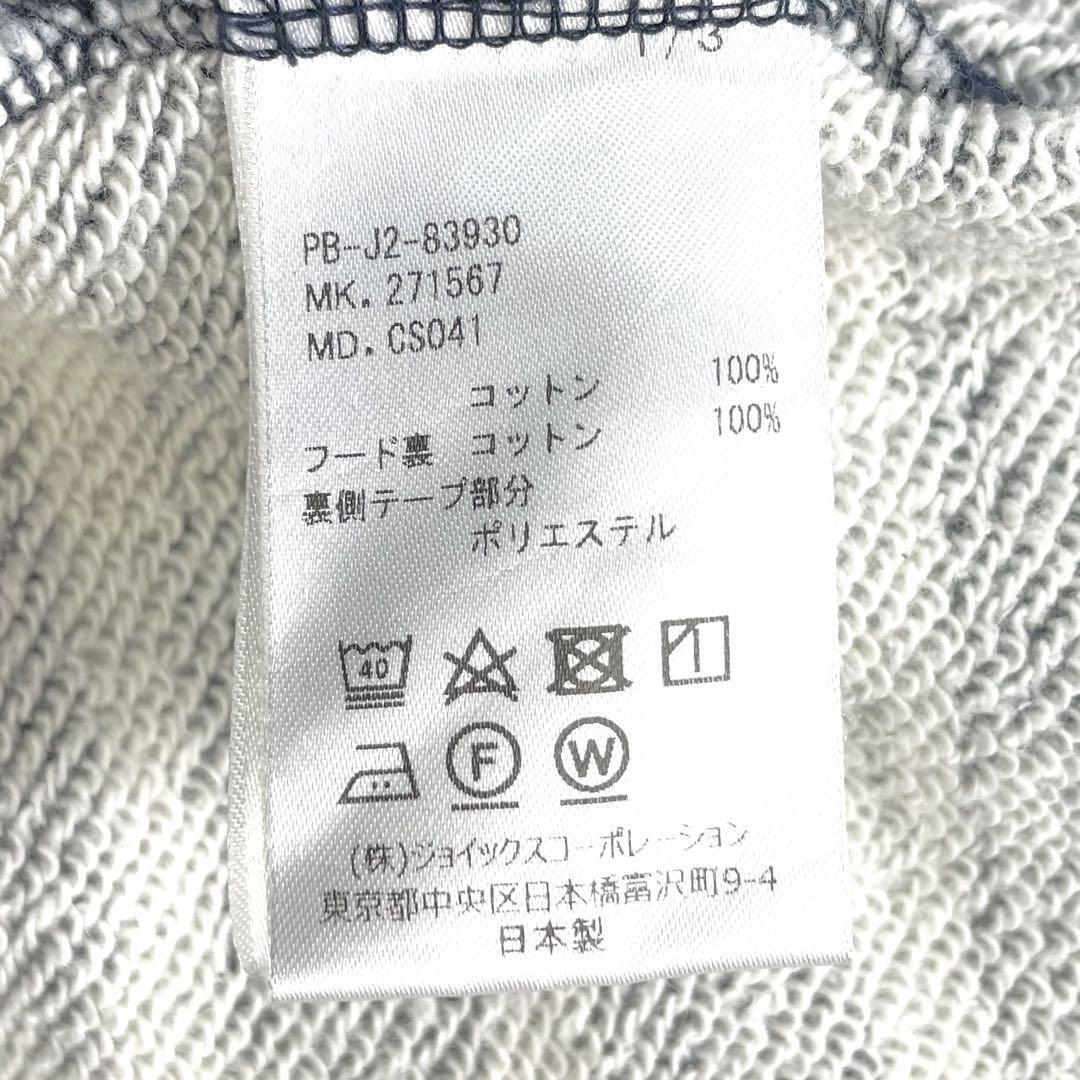 1/3
PB-J2-83930
MK. 271567
MD. CS041
コットン 100%
フード裏 コットン 100%
裏側テープ部分
ポリエステル
40
F W
(株)ジョイックスコーポレーション
東京都中央区日本橋富沢町9-4
日本製